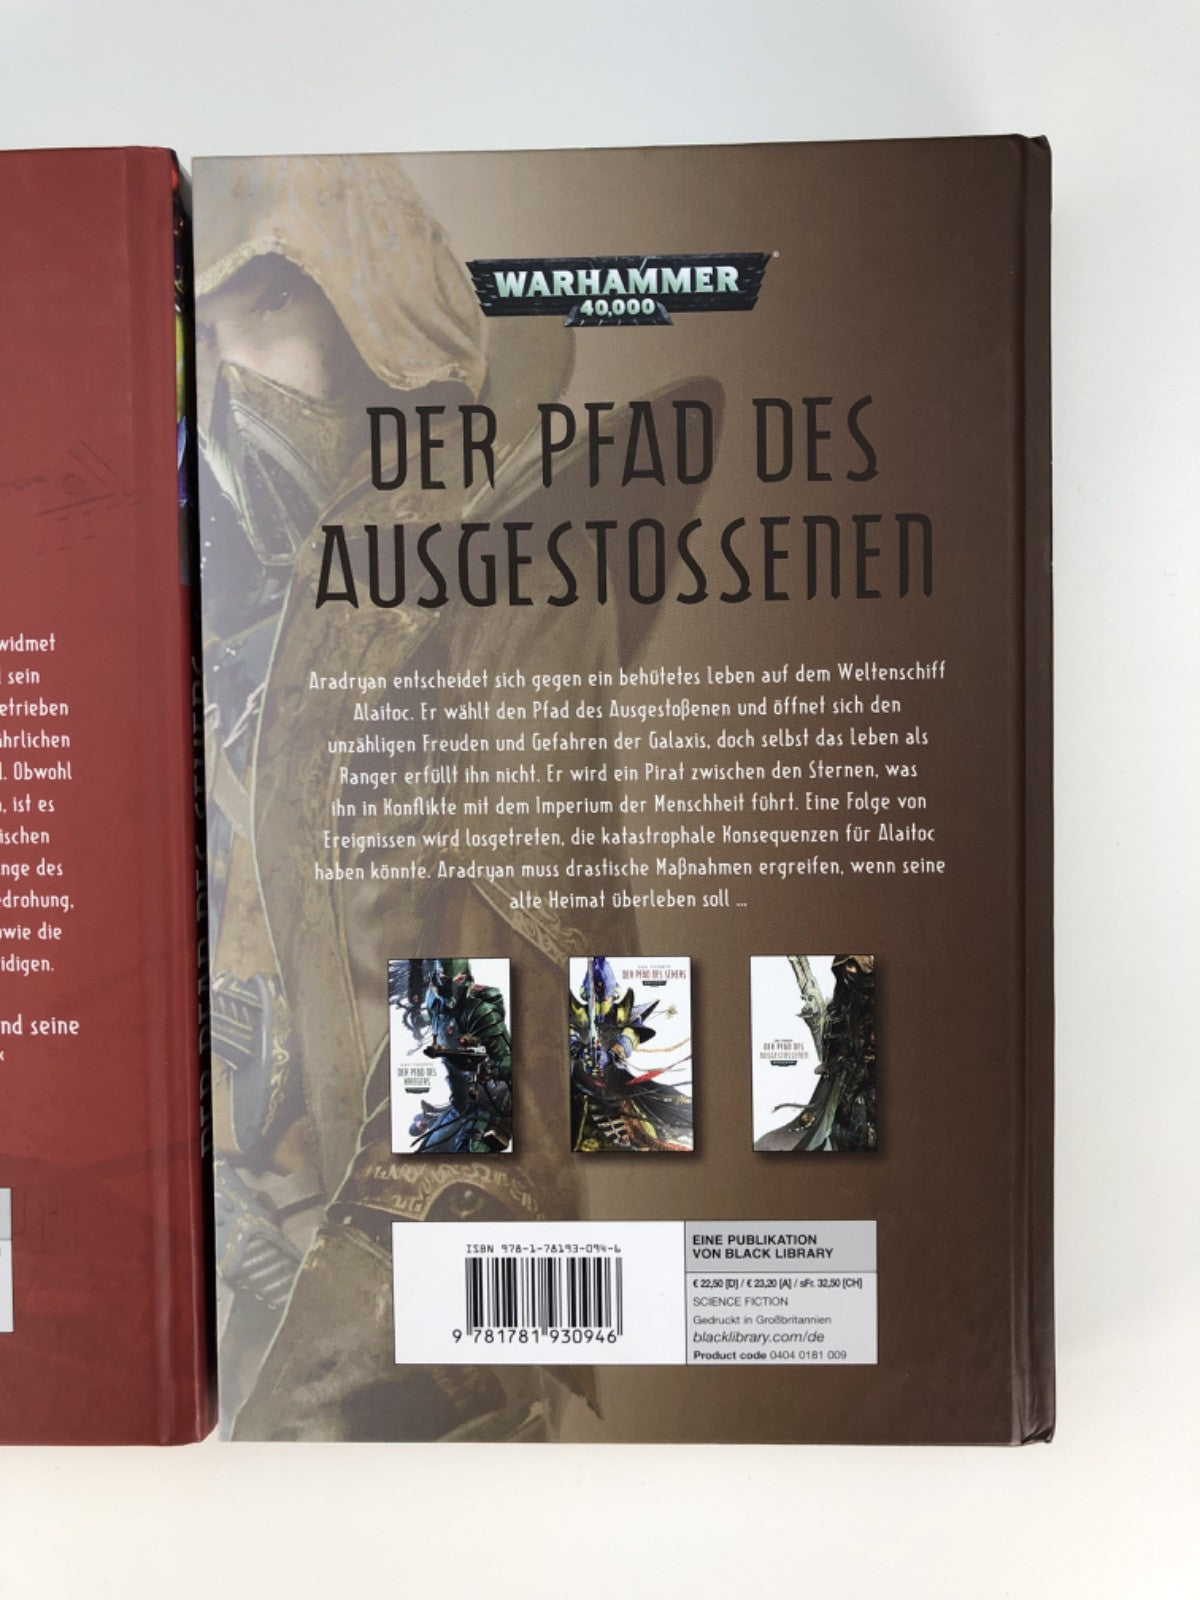 widmet
sein
etrieben
ährlichen
l. Obwohl
, ist es
ischen
nge des
edrohung,
owie die
idigen.
nd seine
WARHAMMER
40,000
DER PFAD DES
AUSGESTOSSENEN
Aradryan entscheidet sich gegen ein behütetes Leben auf dem Weltenschiff
Alaitoc. Er wählt den Pfad des Ausgestoßenen und öffnet sich den
unzähligen Freuden und Gefahren der Galaxis, doch selbst das Leben als
Ranger erfüllt ihn nicht. Er wird ein Pirat zwischen den Sternen, was
ihn in Konflikte mit dem Imperium der Menschheit führt. Eine Folge von
Ereignissen wird losgetreten, die katastrophale Konsequenzen für Alaitoc
haben könnte. Aradryan muss drastische Maßnahmen ergreifen, wenn seine
alte Heimat überleben soll ...
DER PFAD DES
KRIEGERS
DER PFAD DES SEHERS
DER PFAD DES
AUSGESTOSSENEN
ISBN 978-1-78193-094-6
9 781781 930946
EINE PUBLIKATION
VON BLACK LIBRARY
€ 22,50 [D] / € 23,20 [A] / sFr. 32,50 [CH]
SCIENCE FICTION
Gedruckt in Großbritannien
blacklibrary.com/de
Product code 0404 0181 009